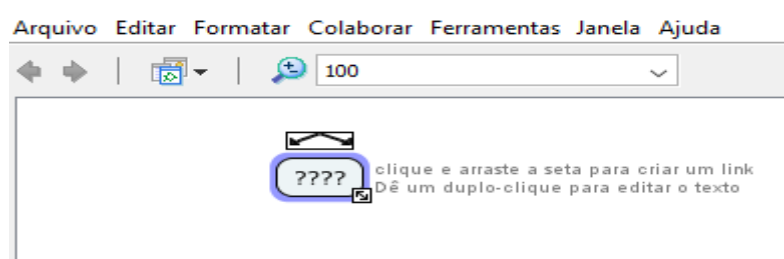 Arquivo Editar Formatar Colaborar Ferramentas Janela Ajuda
100
????
clique e arraste a seta para criar um link
Dê um duplo-clique para editar o texto